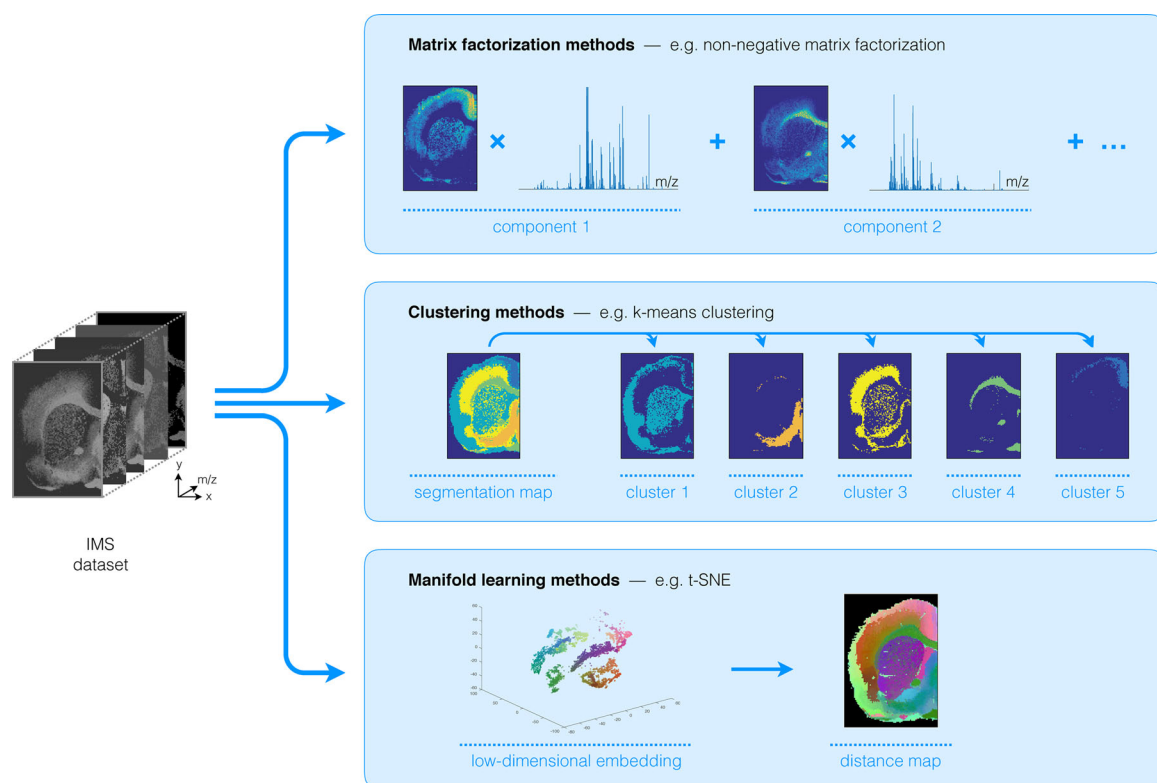 Matrix factorization methods — e.g. non-negative matrix factorization
×
m/z
+
×
m/z
+ ...
component 1
component 2
Clustering methods — e.g. k-means clustering
segmentation map
cluster 1
cluster 2
cluster 3
cluster 4
cluster 5
y
m/z
x
IMS
dataset
Manifold learning methods — e.g. t-SNE
low-dimensional embedding
distance map